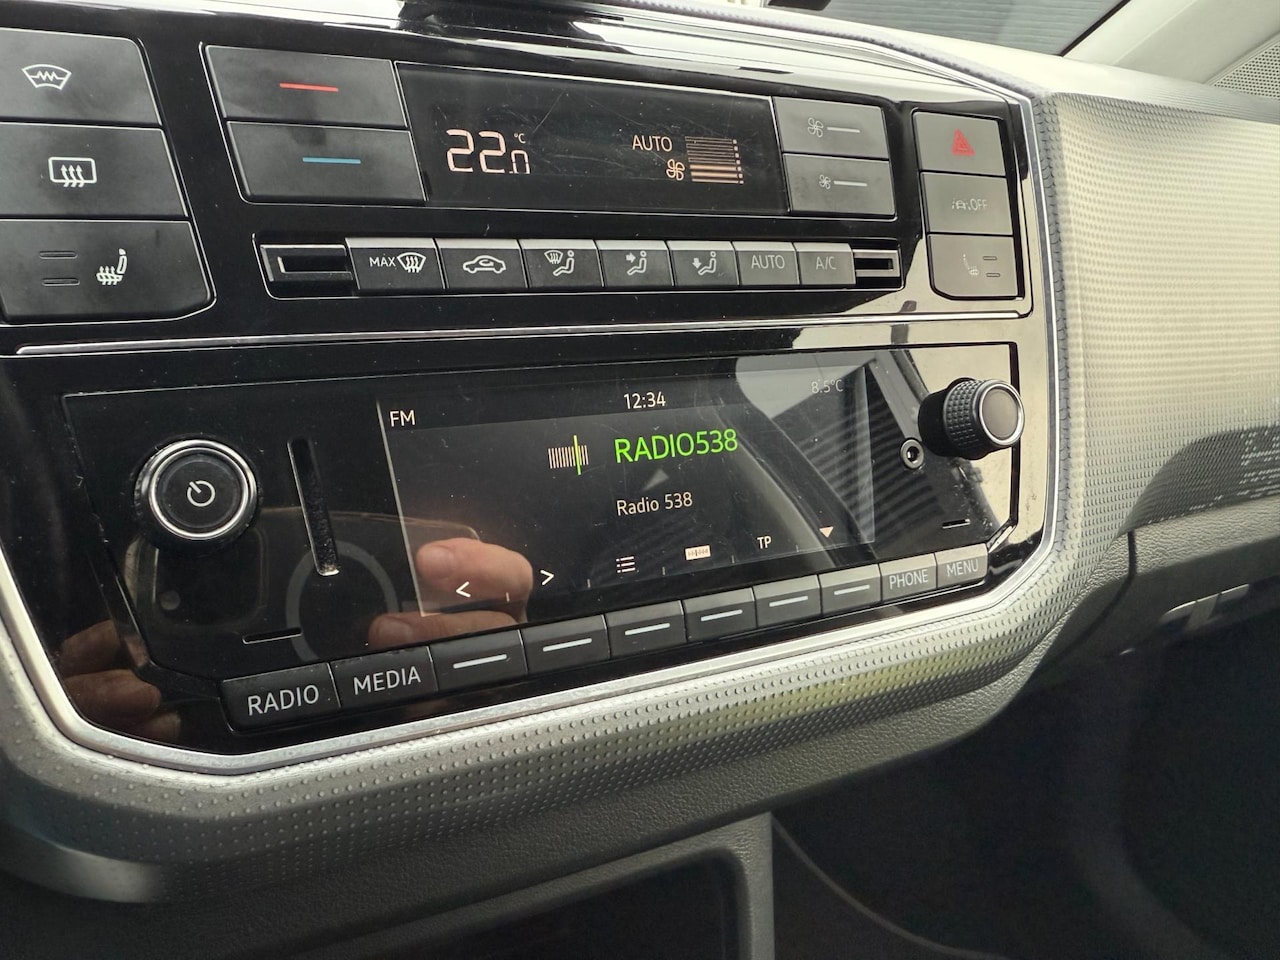 22.0 °C
AUTO
MAX
AUTO
A/C
OFF
FM
12:34
8.5°C
RADIO538
Radio 538
< >
TP
RADIO
MEDIA
PHONE
MENU